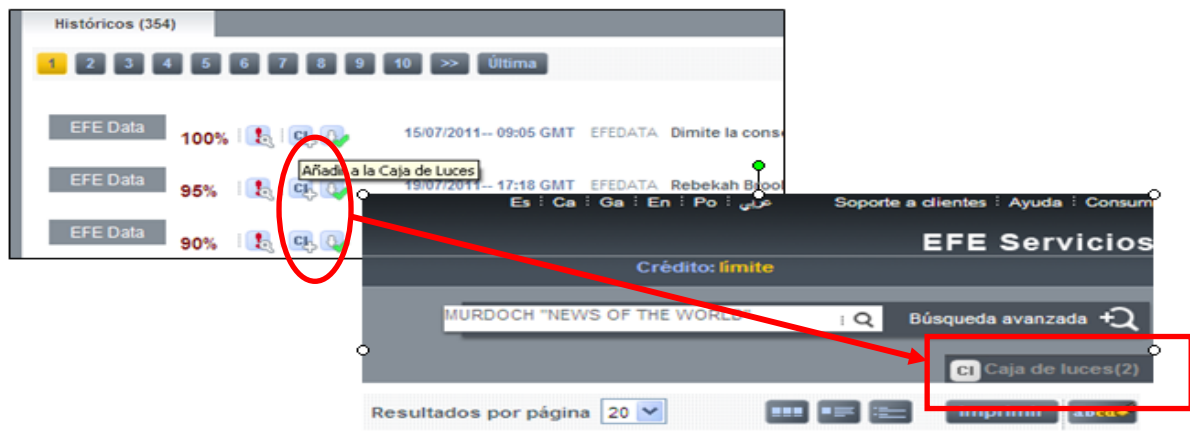 Históricos (354)
1 2 3 4 5 6 7 8 9 10 >> Última
EFE Data 100% CI 15/07/2011-- 09:05 GMT EFEDATA Dimite la cons
Añadir a la Caja de Luces
EFE Data 95% CI 19/07/2011-- 17:18 GMT EFEDATA Rebekah Broo
EFE Data 90% CI
Es Ca Ga En Po عربي Soporte a clientes Ayuda Consum
EFE Servicios
Crédito: límite
MURDOCH "NEWS OF THE WORLD" Búsqueda avanzada
CI Caja de luces(2)
Resultados por página 20 Imprimir abcd